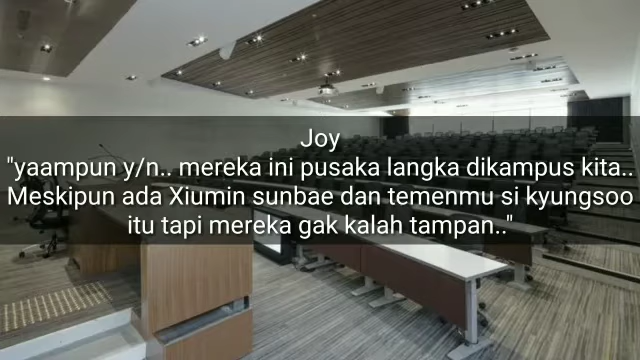 Joy
"yaampun y/n.. mereka ini pusaka langka dikampus kita..
Meskipun ada Xiumin sunbae dan temenmu si kyungsoo
itu tapi mereka gak kalah tampan.."